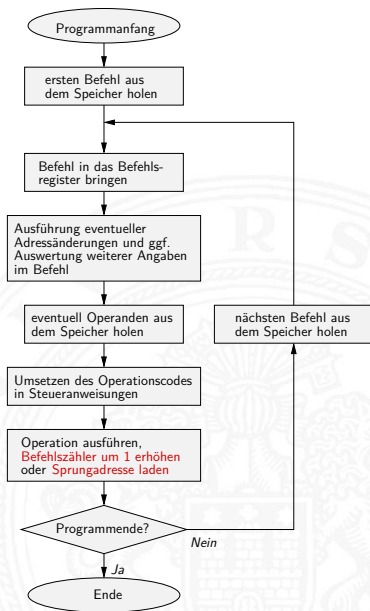 Programmanfang
ersten Befehl aus
dem Speicher holen
Befehl in das Befehls-
register bringen
Ausführung eventueller
Adressänderungen und ggf.
Auswertung weiterer Angaben
im Befehl
eventuell Operanden aus
dem Speicher holen
nächsten Befehl aus
dem Speicher holen
Umsetzen des Operationscodes
in Steueranweisungen
Operation ausführen,
Befehlszähler um 1 erhöhen
oder Sprungadresse laden
Programmende?
Nein
Ja
Ende